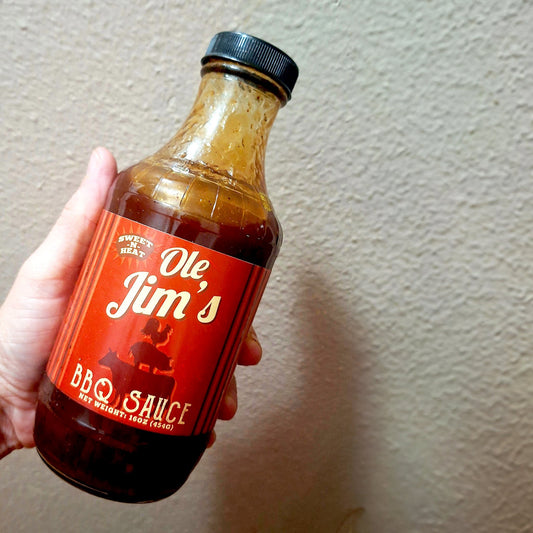 SWEET
-N-
HEAT
Ole
Jim's
BBQ SAUCE
NET WEIGHT: 16OZ (454G)